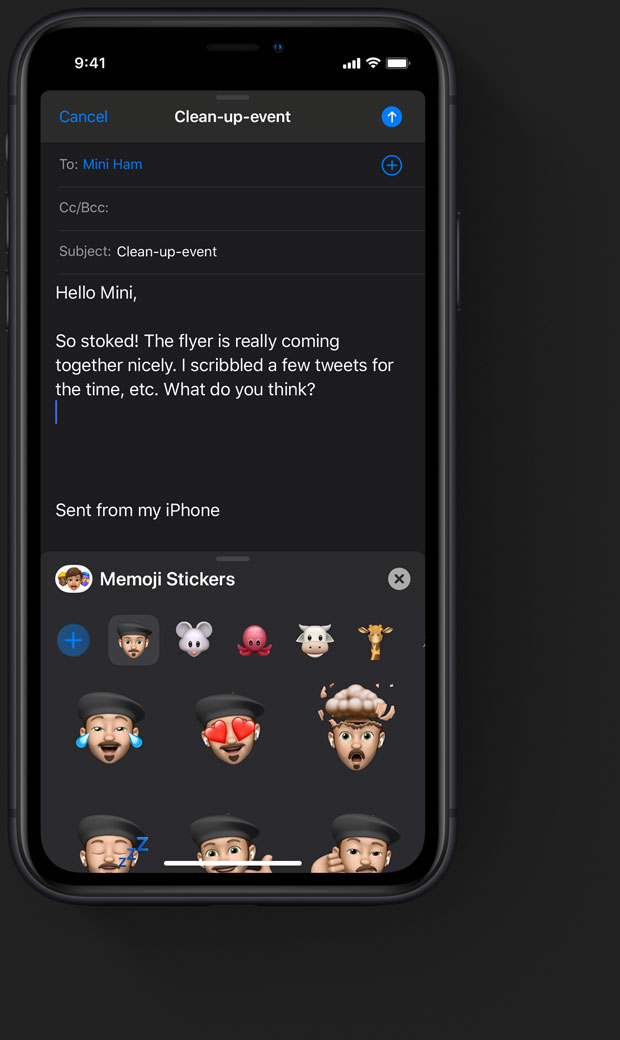 9:41
Cancel Clean-up-event
To: Mini Ham
Cc/Bcc:
Subject: Clean-up-event
Hello Mini,
So stoked! The flyer is really coming
together nicely. I scribbled a few tweets for
the time, etc. What do you think?
Sent from my iPhone
Memoji Stickers
z z Z